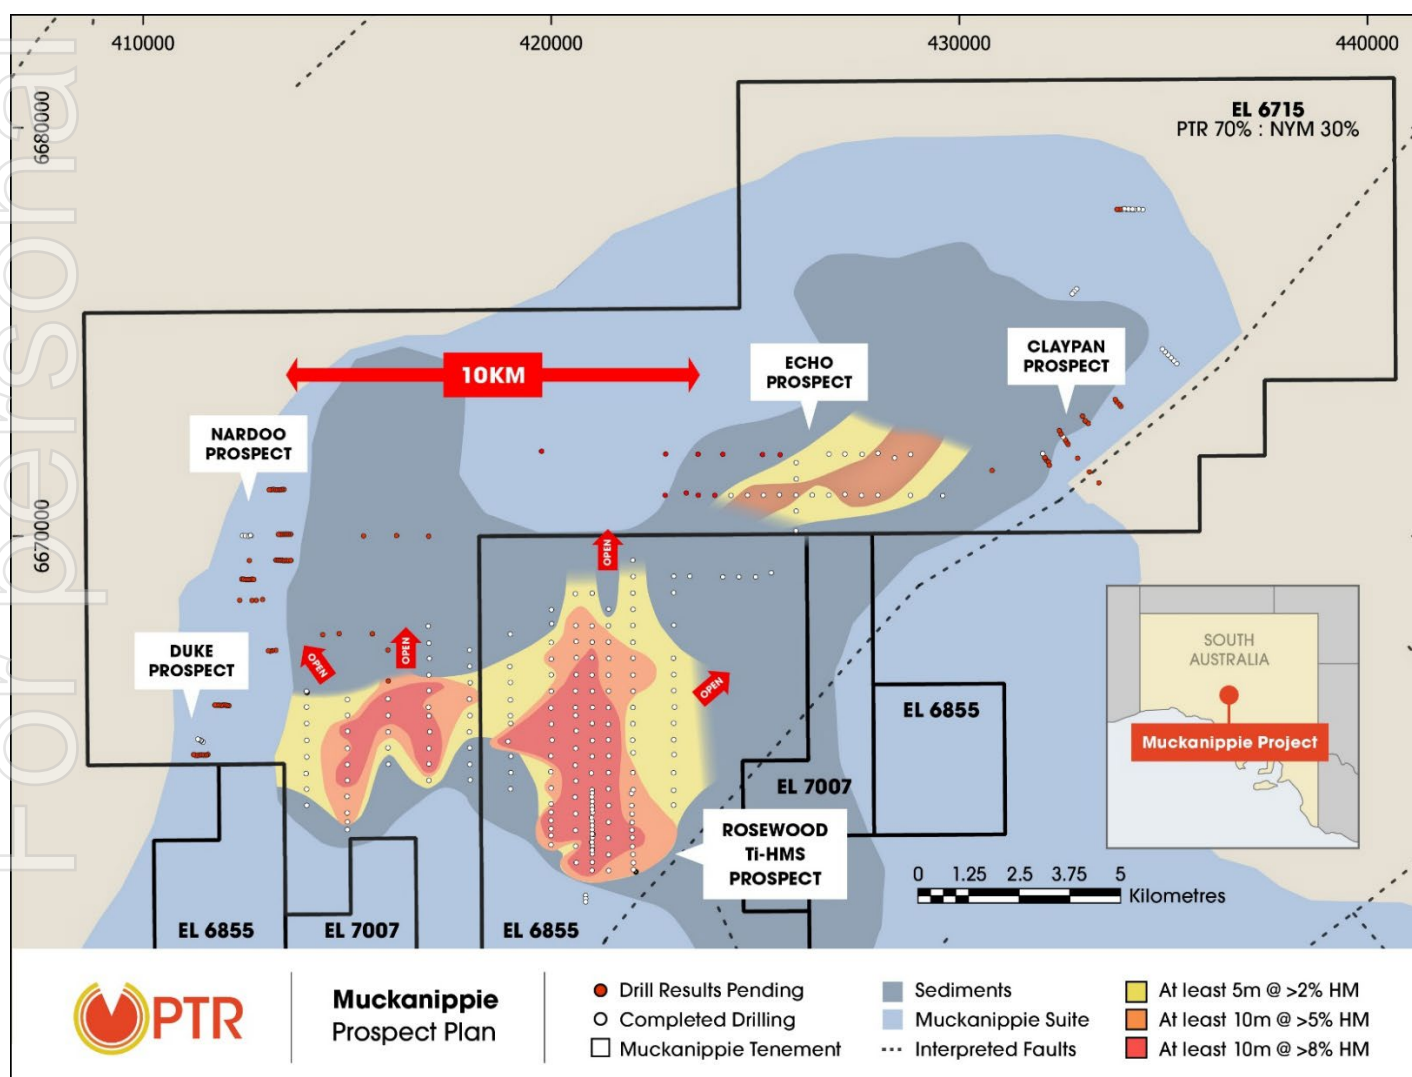 410000
420000
430000
440000
For personal
6680000
EL 6715
PTR 70% : NYM 30%
10KM
ECHO
PROSPECT
CLAYPAN
PROSPECT
NARDOO
PROSPECT
6670000
OPEN
DUKE
PROSPECT
OPEN
OPEN
OPEN
SOUTH
AUSTRALIA
EL 6855
Muckanippie Project
EL 7007
ROSEWOOD
Ti-HMS
PROSPECT
0 1.25 2.5 3.75 5
Kilometres
EL 6855
EL 7007
EL 6855
PTR
Muckanippie
Prospect Plan
Drill Results Pending
Completed Drilling
Muckanippie Tenement
Sediments
Muckanippie Suite
Interpreted Faults
At least 5m @ >2% HM
At least 10m @ >5% HM
At least 10m @ >8% HM